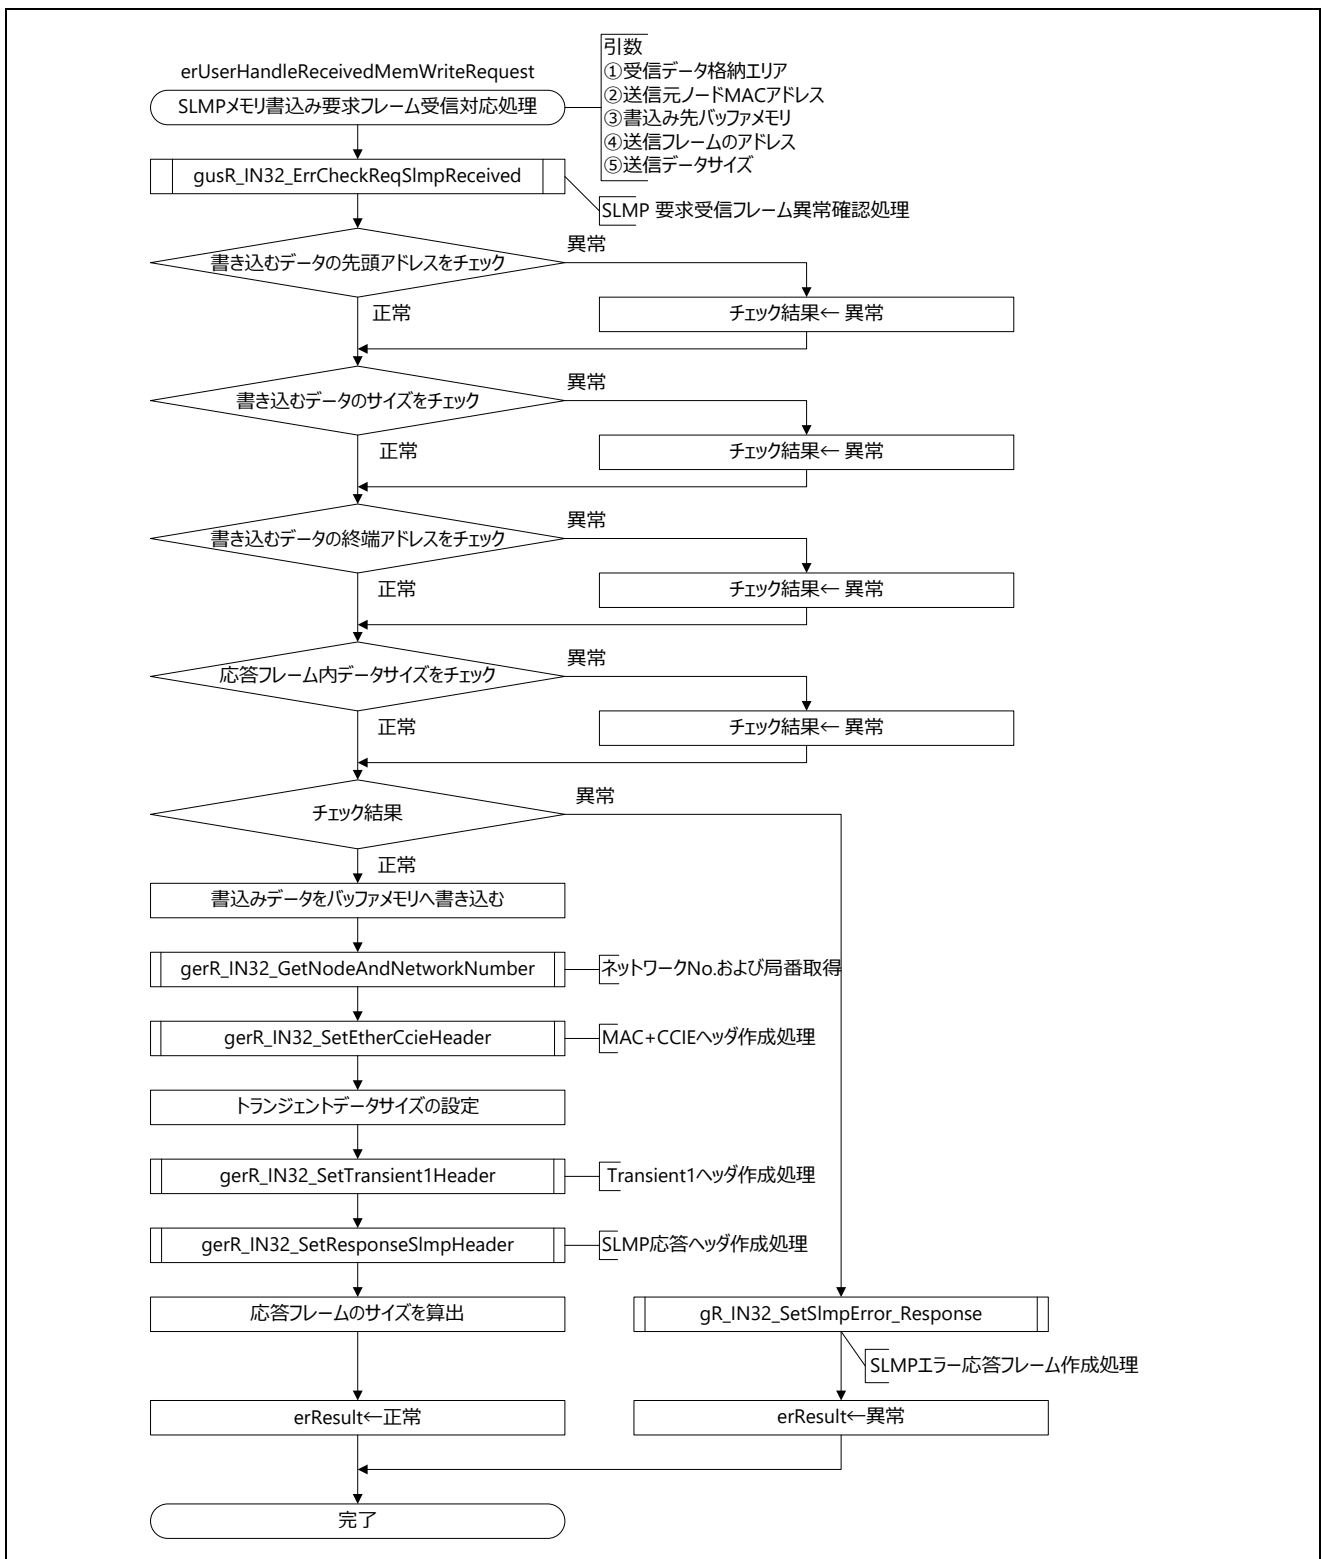 erUserHandleReceivedMemWriteRequest
SLMPメモリ書込み要求フレーム受信対応処理
引数
①受信データ格納エリア
②送信元ノードMACアドレス
③書込み先バッファメモリ
④送信フレームのアドレス
⑤送信データサイズ
gusR_IN32_ErrCheckReqSlmpReceived
SLMP 要求受信フレーム異常確認処理
書き込むデータの先頭アドレスをチェック
異常
正常
チェック結果← 異常
書き込むデータのサイズをチェック
異常
正常
チェック結果← 異常
書き込むデータの終端アドレスをチェック
異常
正常
チェック結果← 異常
応答フレーム内データサイズをチェック
異常
正常
チェック結果← 異常
チェック結果
異常
正常
書込みデータをバッファメモリへ書き込む
gerR_IN32_GetNodeAndNetworkNumber
ネットワークNo.および局番取得
gerR_IN32_SetEtherCcieHeader
MAC+CCIEヘッダ作成処理
トランジェントデータサイズの設定
gerR_IN32_SetTransient1Header
Transient1ヘッダ作成処理
gerR_IN32_SetResponseSlmpHeader
SLMP応答ヘッダ作成処理
応答フレームのサイズを算出
gR_IN32_SetSlmpError_Response
SLMPエラー応答フレーム作成処理
erResult←正常
erResult←異常
完了